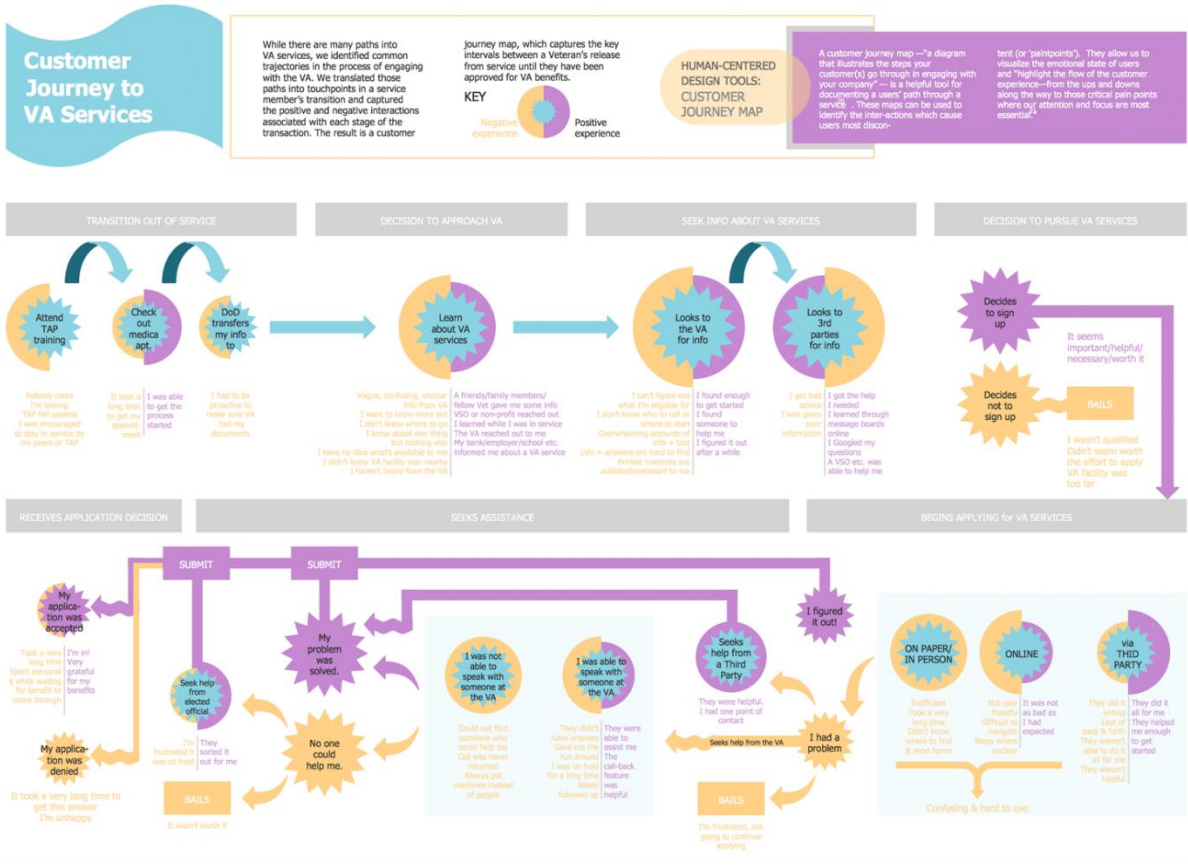 Customer
Journey to
VA Services
While there are many paths into
VA services, we identified common
trajectories in the process of engaging
with the VA. We translated those
paths into touchpoints in a service
member's transition and captured
the positive and negative interactions
associated with each stage of the
transaction. The result is a customer
journey map, which captures the key
intervals between a Veteran's release
from service until they have been
approved for VA benefits.
KEY
Negative
experience
Positive
experience
HUMAN-CENTERED
DESIGN TOOLS:
CUSTOMER
JOURNEY MAP
A customer journey map —"a diagram
that illustrates the steps your
customer(s) go through in engaging with
your company" — is a helpful tool for
documenting a users' path through a
service . These maps can be used to
identify the inter-actions which cause
users most discon-
tent (or 'paintpoints'). They allow us to
visualize the emotional state of users
and "highlight the flow of the customer
experience—from the ups and downs
along the way to those critical pain points
where our attention and focus are most
essential."
TRANSITION OUT OF SERVICE
DECISION TO APPROACH VA
SEEK INFO ABOUT VA SERVICES
DECISION TO PURSUE VA SERVICES
Attend
TAP
training
Check
out
medica
apt.
DoD
transfers
my info
to
Learn
about VA
services
Looks to
the VA
for info
Looks to
3rd
parties
for info
Decides
to sign
up
It seems
important/helpful/
necessary/worth it
Decides
not to
sign up
BAILS
I wasn't qualified
Didn't seem worth
the effort to apply
VA facility was
too far
Nobody cares
I'm leaving
TAP fall useless
I was encouraged
to stay in service by
my peers or TAP
It took a
long time
to get my
appoint-
ment
I was able
to get the
process
started
I had to be
proactive to
make sure VA
had my
documents
Vague, confusing, unclear
info from VA
I want to know more but
I don't know where to go
I know about one thing
but nothing else
I have no idea what's available to me
I didn't know VA facility was nearby
I haven't heard from the VA
A friends/family members/
fellow Vet gave me some info
VSO or non-profit reached out
I learned while I was in service
The VA reached out to me
My bank/employer/school etc.
informed me about a VA service
I can't figure out
what I'm eligible for
I don't know who to call or
where to start
Overwhelming amounts of
info + tool
Info + answers are hard to find
materials are
outdated/irrelevant to me
I found enough
to get started
I found
someone to
help me
I figured it out
after a while
I got bad
advice
I was given
poor
information
I got the help
I needed
I learned through
message boards
online
I Googled my
questions
A VSO etc. was
able to help me
RECEIVES APPLICATION DECISION
SEEKS ASSISTANCE
BEGINS APPLYING for VA SERVICES
SUBMIT
SUBMIT
My
applica-
tion was
accepted
Took a very
long time
Spent personal
& while waiting
for benefit to
come through
I'm in!
Very
grateful
for my
benefits
My applica-
tion was
denied
It took a very long time to
get this answer
I'm unhappy
Seek help
from
elected
official
I'm
frustrated it
was so hard
They
sorted it
out for me
BAILS
It wasn't worth it
My
problem
was
solved.
No one
could
help me.
I was not
able to
speak with
someone at
the VA
Could not find
someone who
could help me
Call was never
returned
Always got
machines instead
of people
I was able to
speak with
someone at
the VA.
They didn't
have answers
Gave me the
run around
I was on hold
for a long time
Never
followed up
They were
able to
assist me
The
call-back
feature
was
helpful
Seeks
help from
a Third
Party
They were helpful.
I had one point of
contact
Seeks help from the VA
I had a
problem
BAILS
I'm frustrated, not
going to continue
applying
I figured
it out!
ON PAPER/
IN PERSON
Inefficient
Took a very
long time
Didn't know
where to find
& send forms
ONLINE
Not user
friendly
Difficult to
navigate
Steps where
unclear
It was not
as bad as
I had
expected
via
THID
PARTY
They did it
wrong
Last of
back & forth
They weren't
able to do it
all for me
They weren't
helpful
They did it
all for me
They helped
me enough
to get
started
Confusing & hard to use